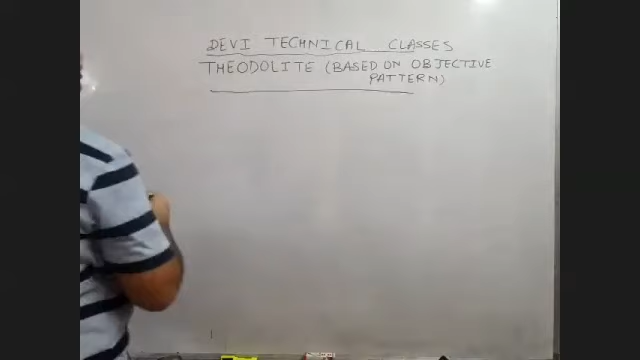 DEVI TECHNICAL CLASSES
THEODOLITE (BASED ON OBJECTIVE
PATTERN)